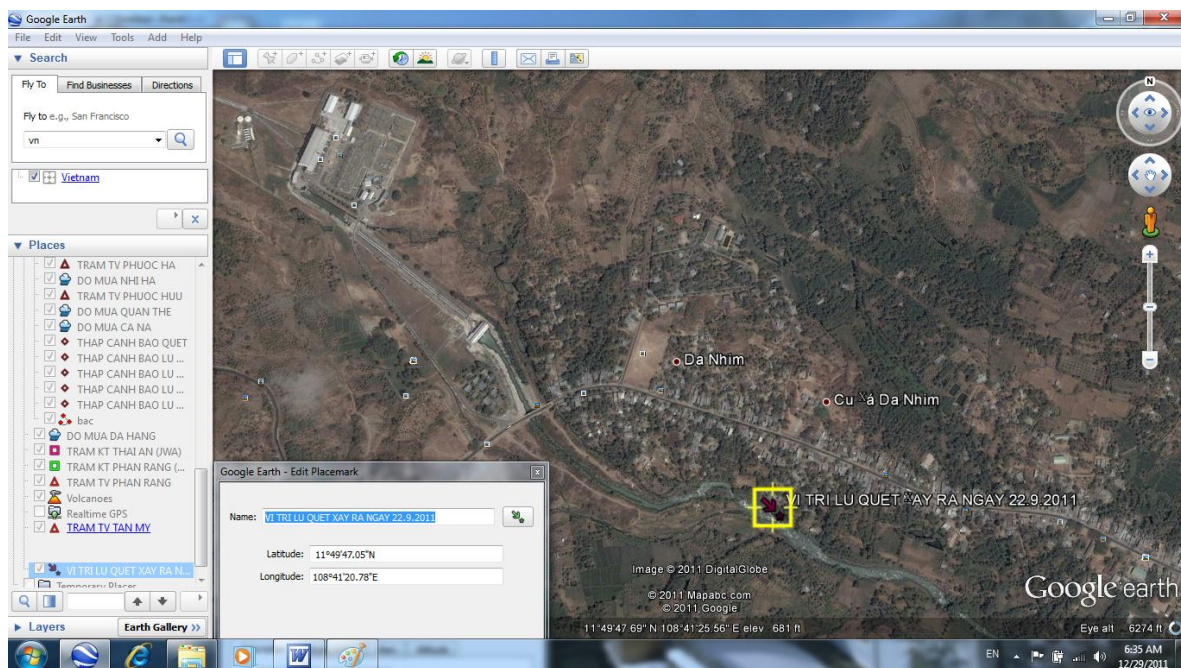 Google Earth
File Edit View Tools Add Help
Search
Fly To Find Businesses Directions
Fly to e.g., San Francisco
vn
Vietnam
Places
TRAM TV PHUOC HA
DO MUA NHI HA
TRAM TV PHUOC HUU
DO MUA QUAN THE
DO MUA CA NA
THAP CANH BAO QUET
THAP CANH BAO LU ...
THAP CANH BAO LU ...
THAP CANH BAO LU ...
THAP CANH BAO LU ...
bac
DO MUA DA HANG
TRAM KT THAI AN (JWA)
TRAM KT PHAN RANG (...
TRAM TV PHAN RANG
Volcanoes
Realtime GPS
TRAM TV TAN MY
VI TRI LU QUET XAY RA N...
Temporary Places
Layers
Earth Gallery >>
N
Da Nhim
Cu Xá Da Nhim
VI TRI LU QUET XAY RA NGAY 22.9.2011
Google Earth - Edit Placemark
Name: VI TRI LU QUET XAY RA NGAY 22.9.2011
Latitude: 11°49'47.05"N
Longitude: 108°41'20.78"E
Image © 2011 DigitalGlobe
© 2011 Mapabc.com
© 2011 Google
Google earth
11°49'47.69" N 108°41'25.56" E elev 681 ft
Eye alt 6274 ft
EN
6:35 AM
12/29/2011